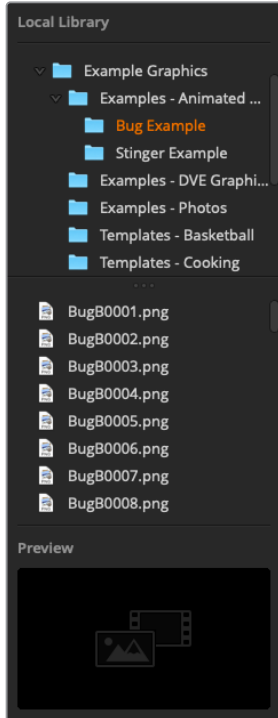 Local Library
Example Graphics
Examples - Animated ...
Bug Example
Stinger Example
Examples - DVE Graphi...
Examples - Photos
Templates - Basketball
Templates - Cooking
BugB0001.png
BugB0002.png
BugB0003.png
BugB0004.png
BugB0005.png
BugB0006.png
BugB0007.png
BugB0008.png
Preview